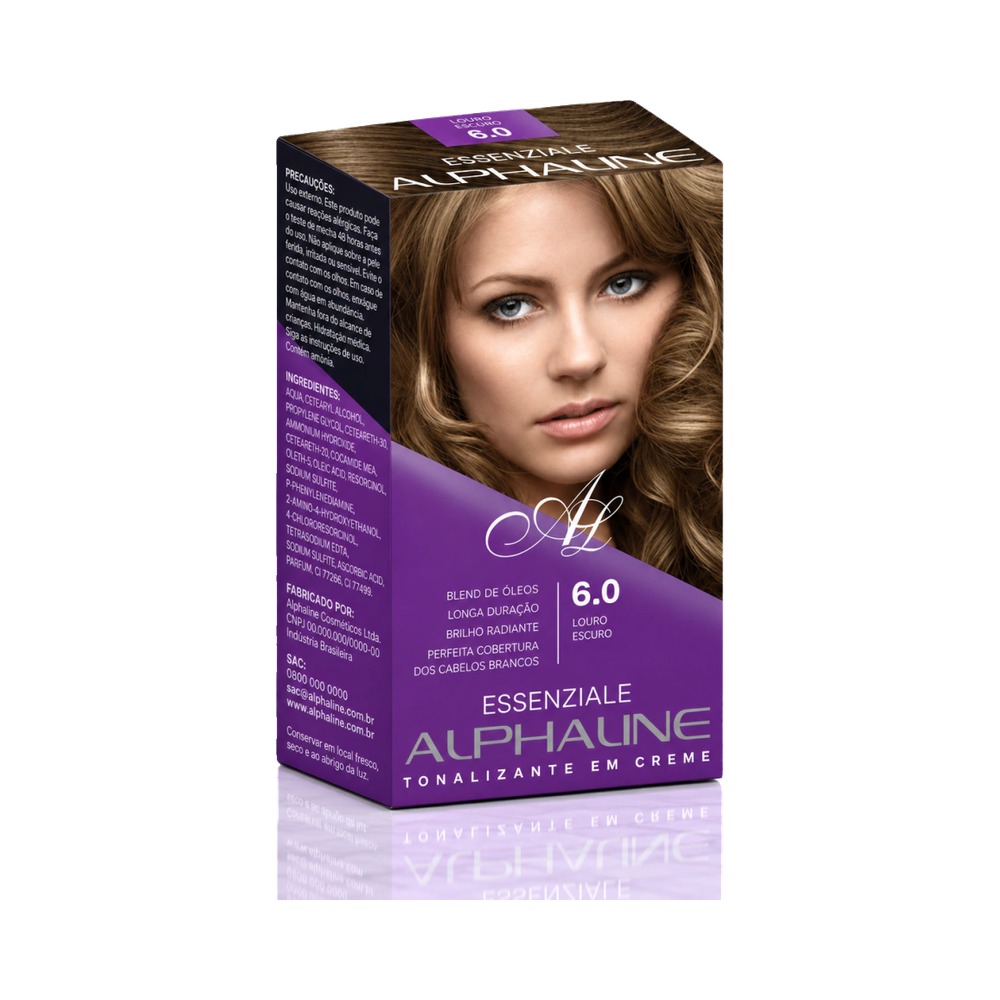 LOURO
ESCURO
6.0
ESSENZIALE
ALPHALINE
PRECAUÇÕES:
Uso externo. Este produto pode
causar reações alérgicas. Faça
o teste de mecha 48 horas antes
do uso. Não aplique sobre a pele
ferida, irritada ou sensível. Evite o
contato com os olhos. Em caso de
contato com os olhos, enxágue
com água em abundância.
Mantenha fora do alcance de
crianças. Hidratação médica.
Siga as instruções de uso.
Contém amônia.
INGREDIENTES:
AQUA, CETEARYL ALCOHOL,
PROPYLENE GLYCOL, CETEARETH-30,
AMMONIUM HYDROXIDE,
CETEARETH-20, COCAMIDE MEA,
OLETH-5, OLEIC ACID, RESORCINOL,
SODIUM SULFITE,
P-PHENYLENEDIAMINE,
2-AMINO-4-HYDROXYETHANOL,
4-CHLORORESORCINOL,
TETRASODIUM EDTA,
SODIUM SULFITE, ASCORBIC ACID,
PARFUM, CI 77266, CI 77499.
FABRICADO POR:
Alphaline Cosméticos Ltda.
CNPJ 00.000.000/0000-00
Indústria Brasileira
SAC:
0800 000 0000
sac@alphaline.com.br
www.alphaline.com.br
Conservar em local fresco,
seco e ao abrigo da luz.
AL
BLEND DE ÓLEOS
LONGA DURAÇÃO
BRILHO RADIANTE
PERFEITA COBERTURA
DOS CABELOS BRANCOS
6.0
LOURO
ESCURO
ESSENZIALE
ALPHALINE
TONALIZANTE EM CREME